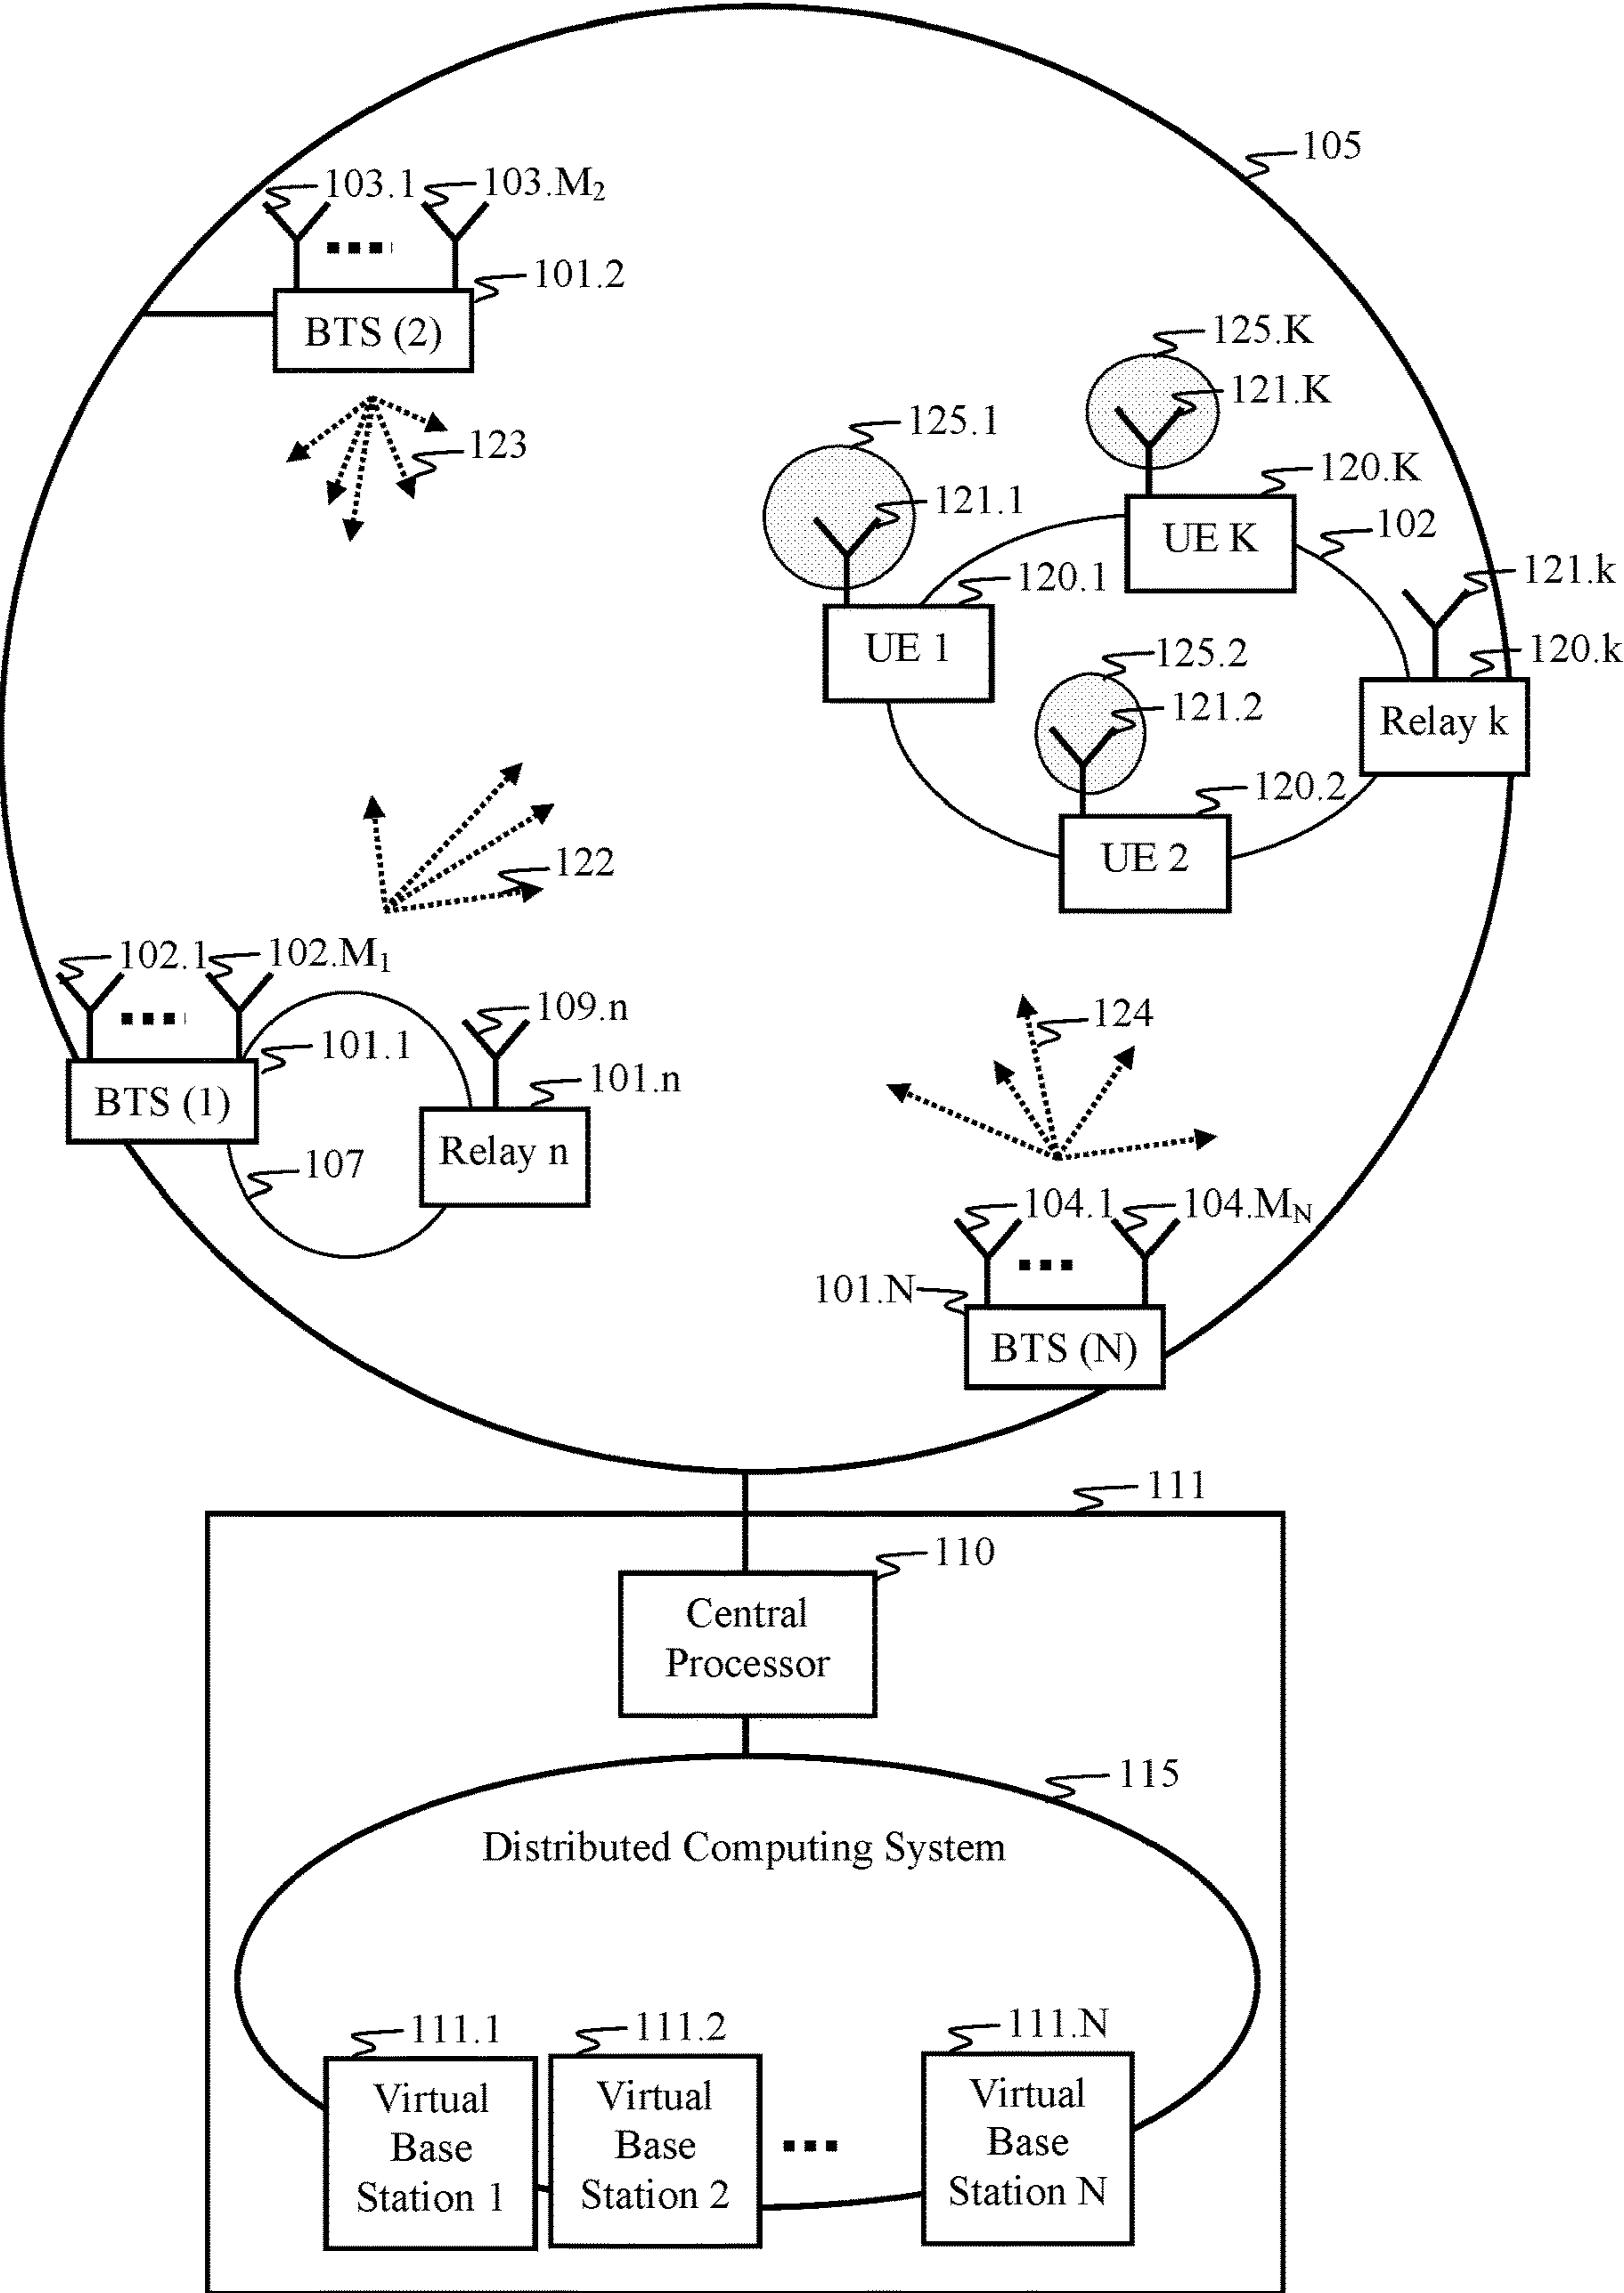 105
103.1
103.M2
101.2
BTS (2)
123
125.K
121.K
125.1
120.K
121.1
102
UE K
121.k
120.1
UE 1
125.2
120.k
121.2
Relay k
120.2
UE 2
122
102.1
102.M1
109.n
124
101.1
101.n
BTS (1)
Relay n
107
104.1
104.MN
101.N
BTS (N)
111
110
Central
Processor
115
Distributed Computing System
111.1
111.2
111.N
Virtual
Base
Station 1
Virtual
Base
Station 2
Virtual
Base
Station N